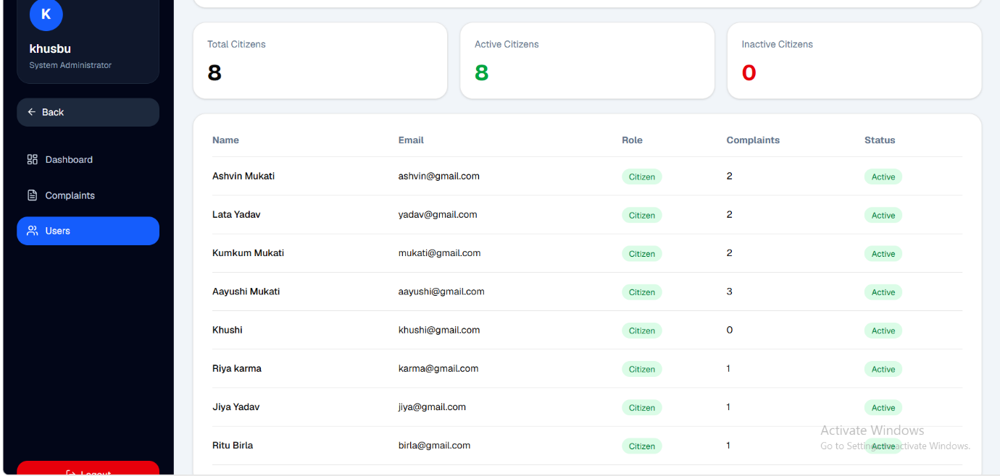 K
khusbu
System Administrator
Back
Dashboard
Complaints
Users
Logout
Total Citizens
8
Active Citizens
8
Inactive Citizens
0
Name Email Role Complaints Status
Ashvin Mukati ashvin@gmail.com Citizen 2 Active
Lata Yadav yadav@gmail.com Citizen 2 Active
Kumkum Mukati mukati@gmail.com Citizen 2 Active
Aayushi Mukati aayushi@gmail.com Citizen 3 Active
Khushi khushi@gmail.com Citizen 0 Active
Riya karma karma@gmail.com Citizen 1 Active
Jiya Yadav jiya@gmail.com Citizen 1 Active
Ritu Birla birla@gmail.com Citizen 1 Active
Activate Windows
Go to Settings to activate Windows.